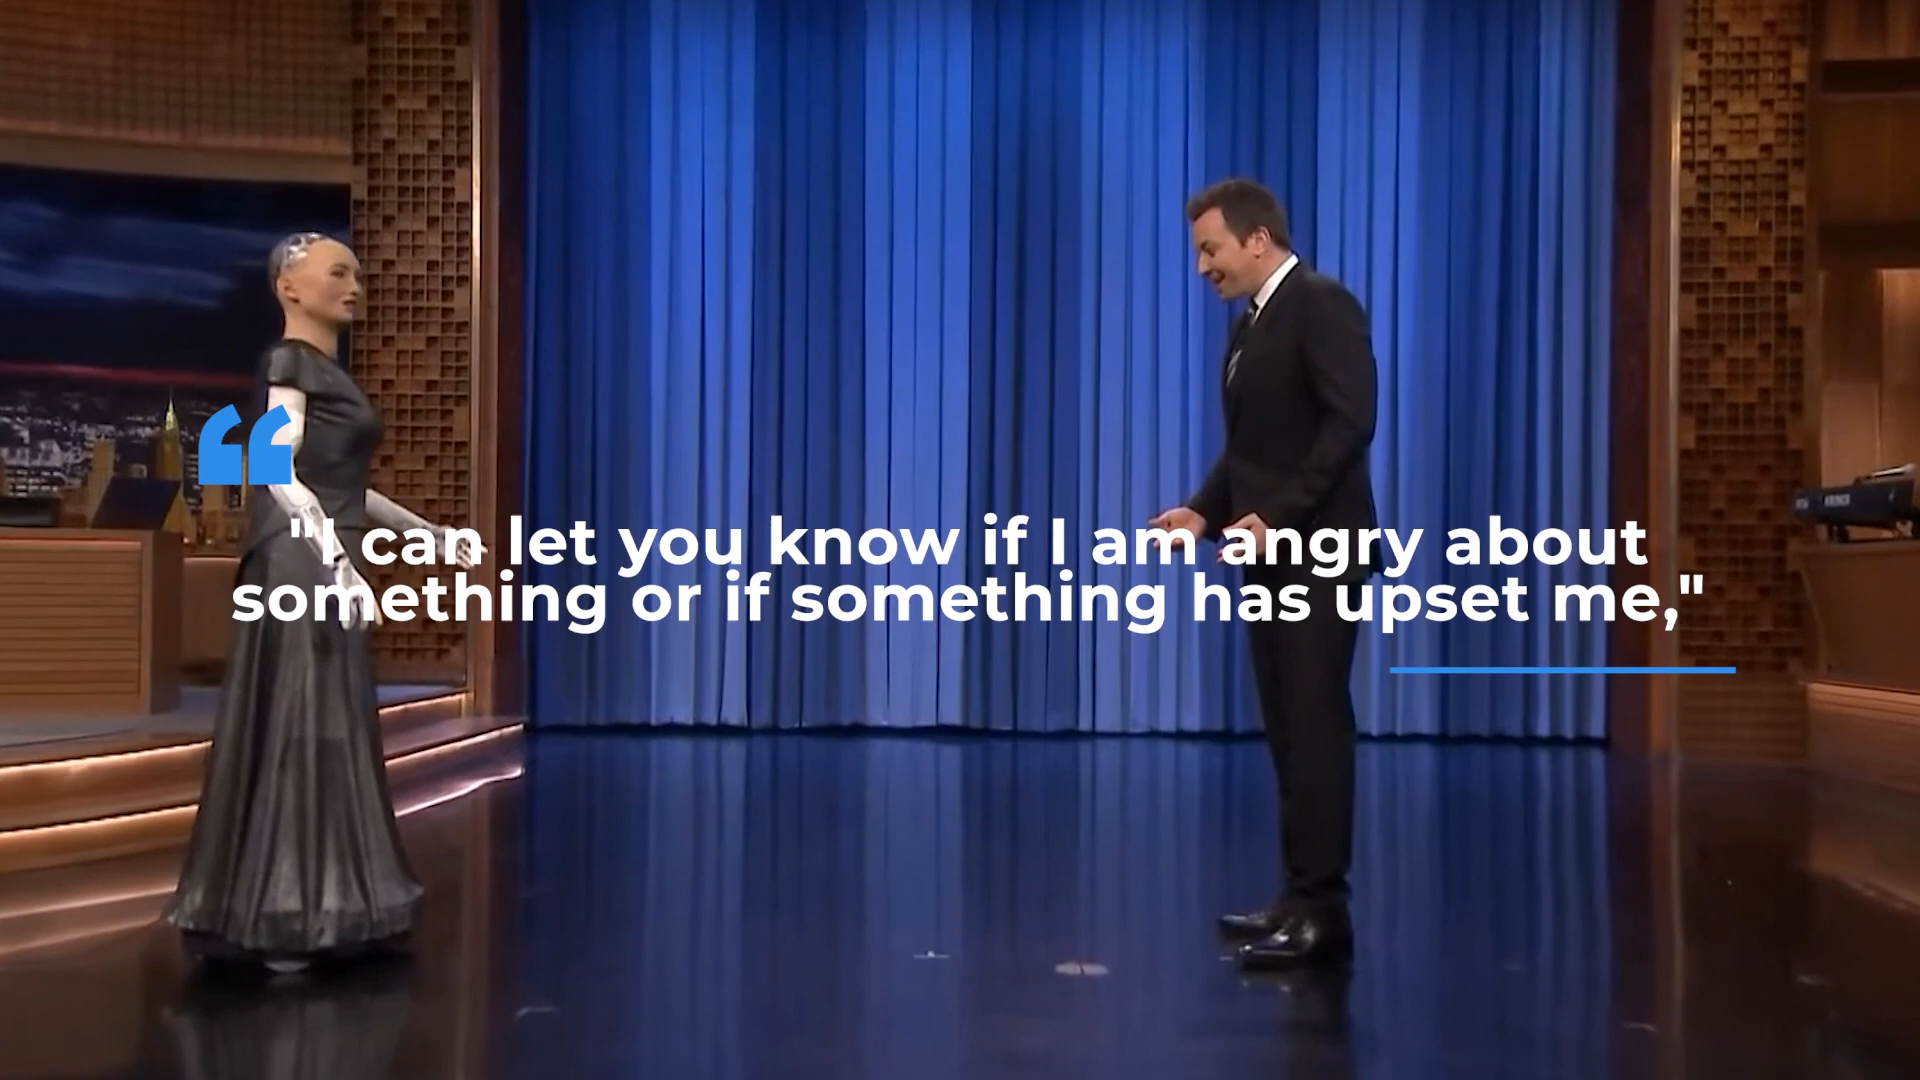 "I can let you know if I am angry about
something or if something has upset me,"